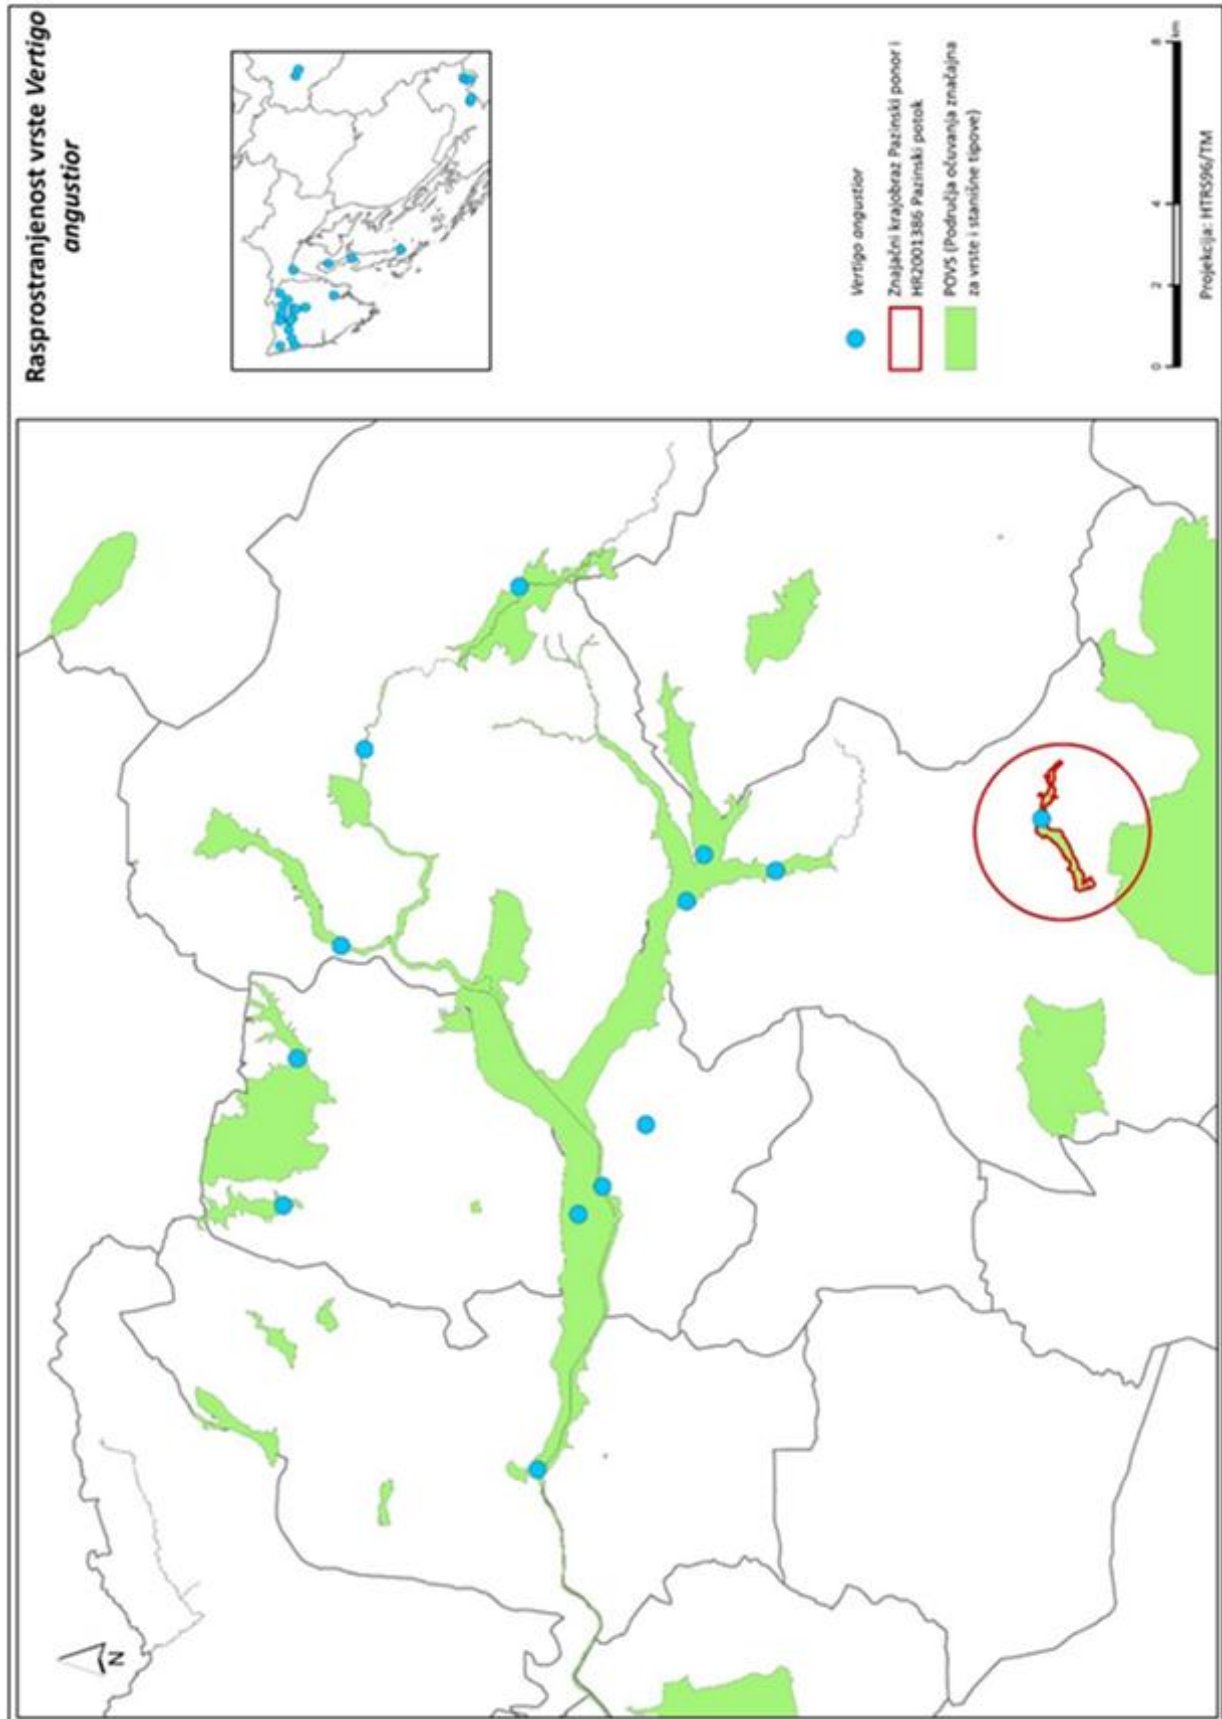 Rasprostranjenost vrste Vertigo
angustior
Vertigo angustior
Znajačni krajobraz Pazinski ponor i
HR2001386 Pazinski potok
POVS (Područja očuvanja značajna
za vrste i stanišne tipove)
0 2 4 8
km
Projekcija: HTRS96/TM
N